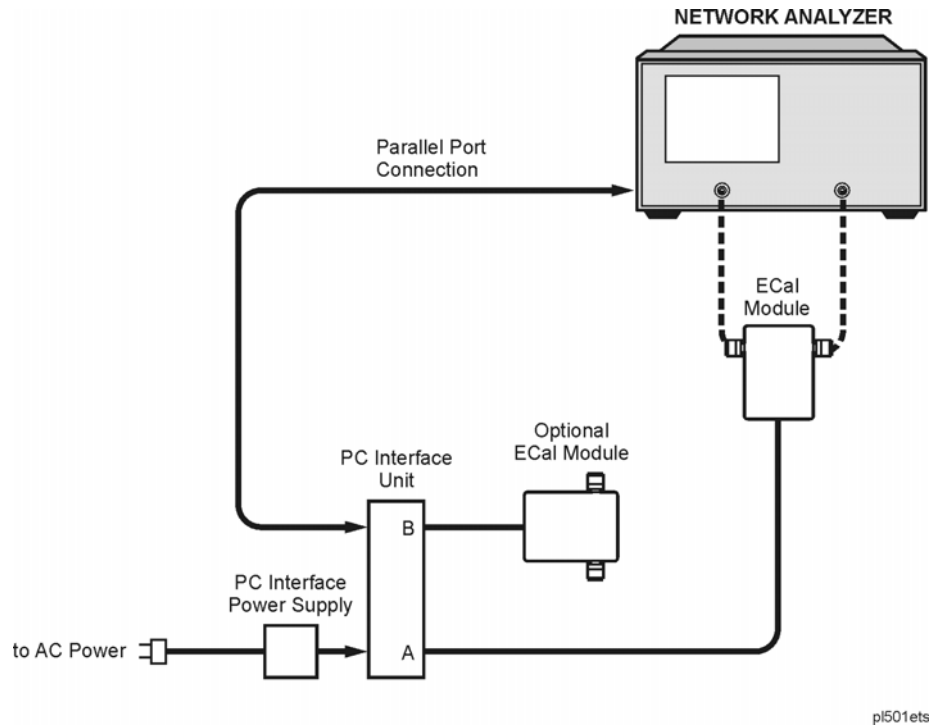 NETWORK ANALYZER
Parallel Port
Connection
ECal
Module
Optional
ECal Module
PC Interface
Unit
B
PC Interface
Power Supply
to AC Power
A
pl501ets